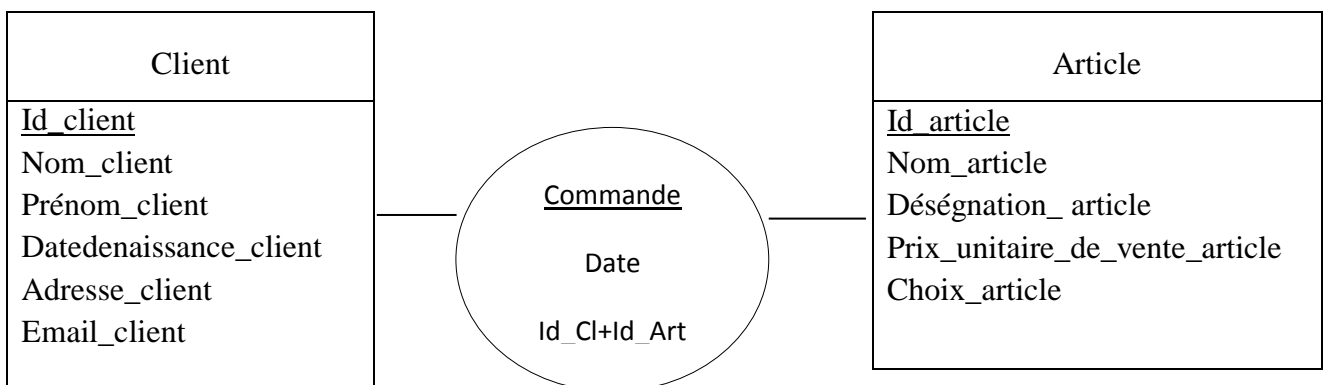 Client
Id_client
Nom_client
Prénom_client
Datedenaissance_client
Adresse_client
Email_client
Commande
Date
Id_Cl+Id_Art
Article
Id_article
Nom_article
Déségnation_ article
Prix_unitaire_de_vente_article
Choix_article